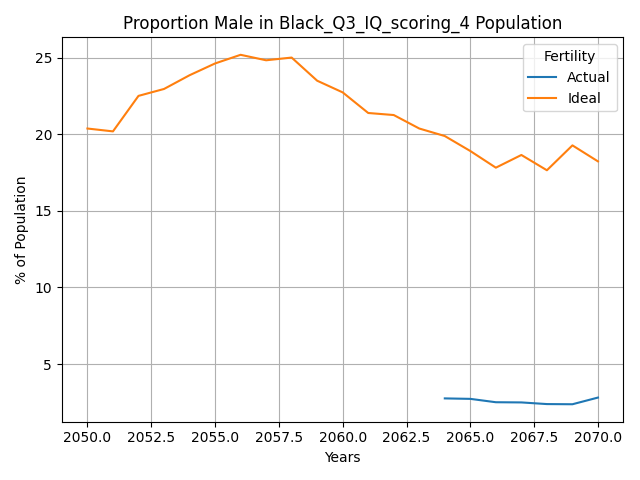 Proportion Male in Black_Q3_IQ_scoring_4 Population
Fertility
Actual
Ideal
25
20
15
10
5
% of Population
2050.0 2052.5 2055.0 2057.5 2060.0 2062.5 2065.0 2067.5 2070.0
Years